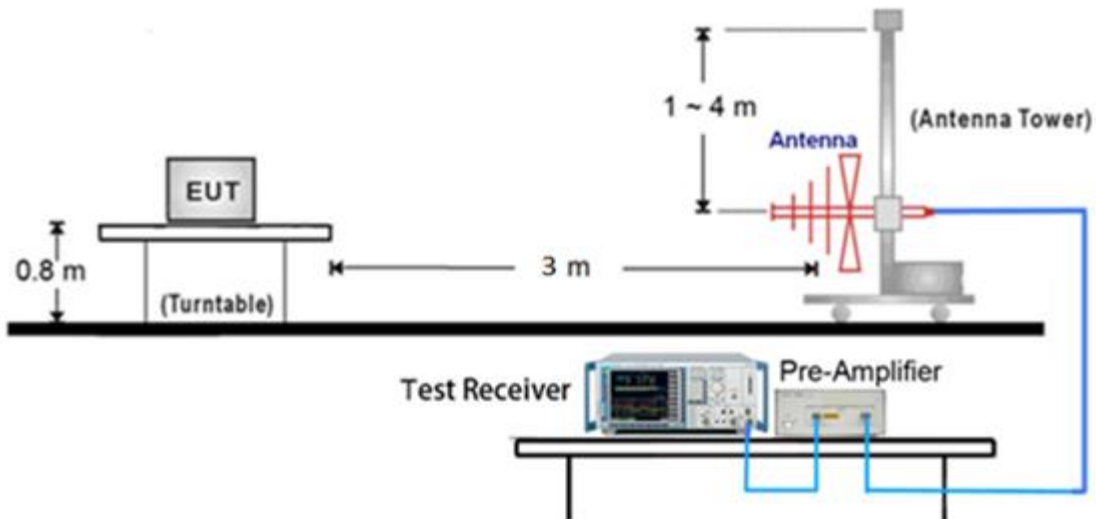 1 ~ 4 m
(Antenna Tower)
Antenna
EUT
0.8 m
3 m
(Turntable)
Test Receiver
Pre-Amplifier